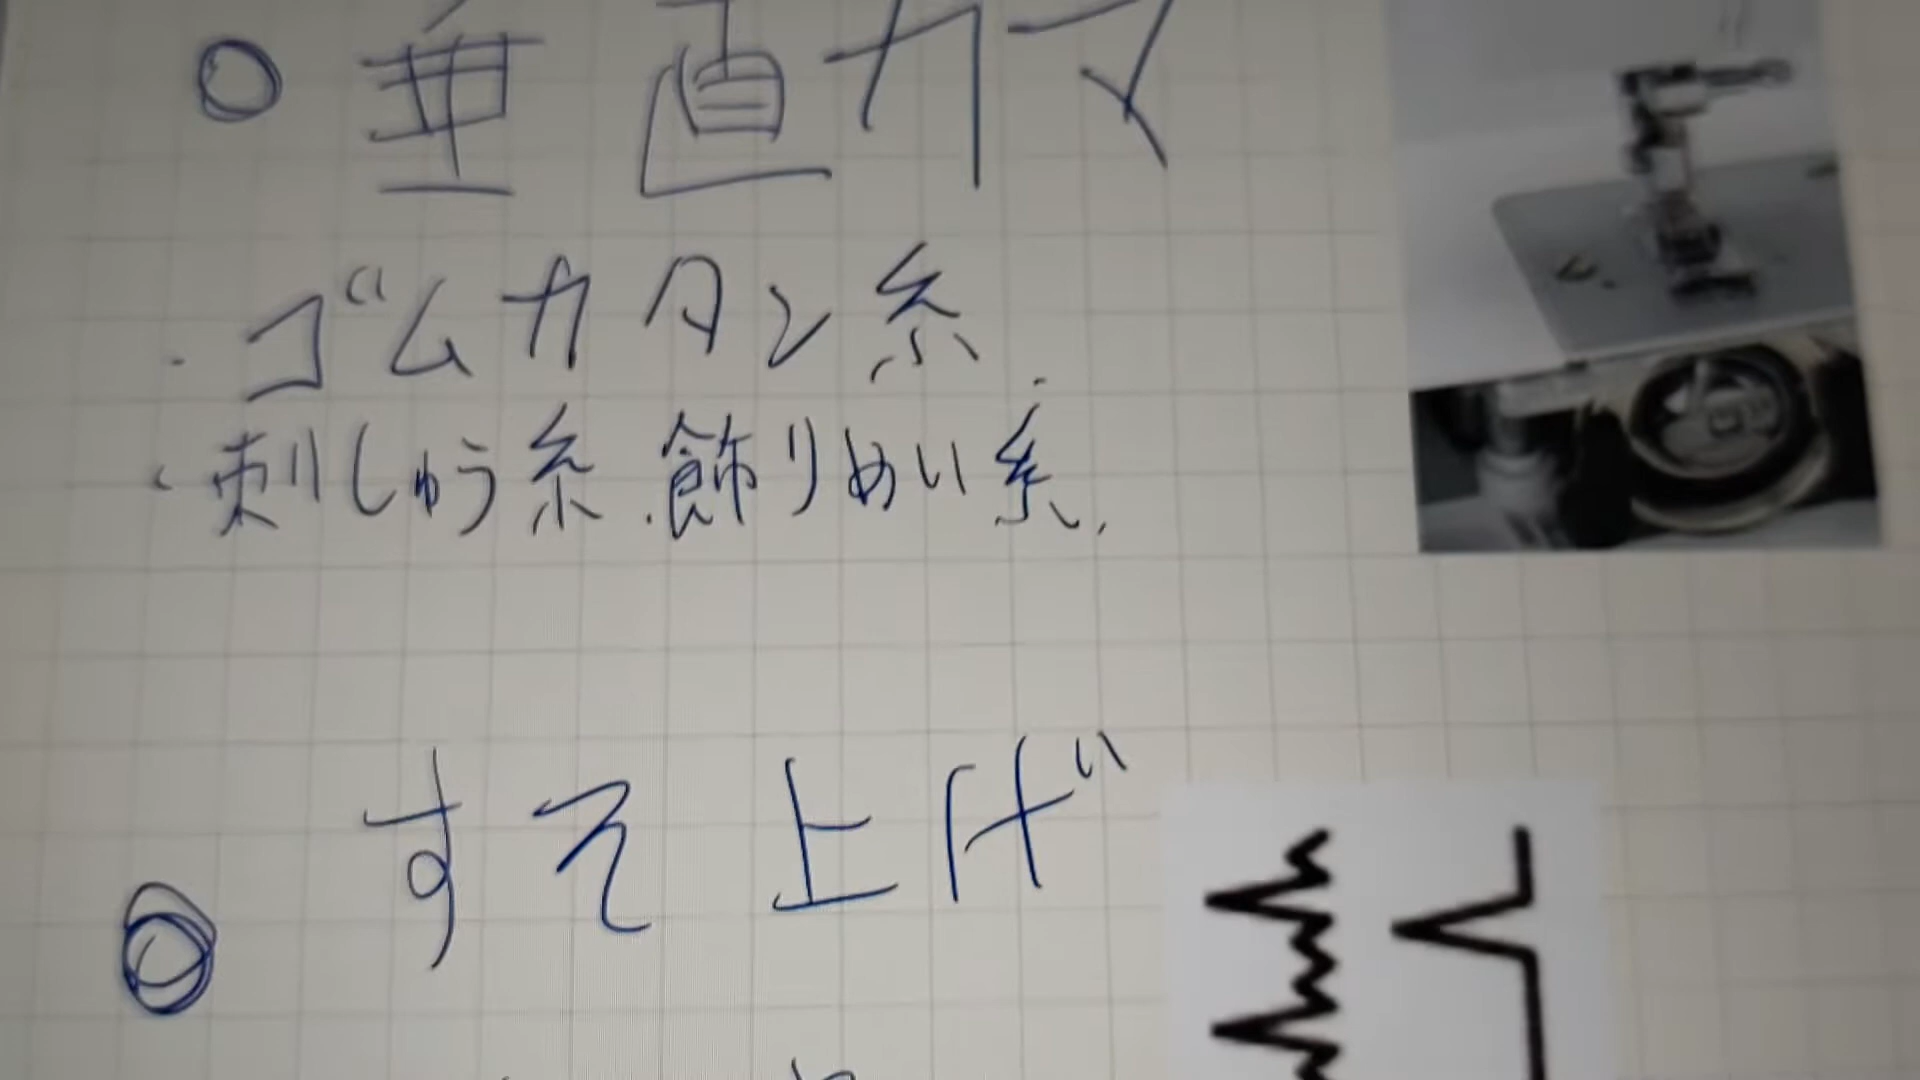 ○ 垂直カマ
・ゴムカタン糸
・刺しゅう糸.飾りぬい糸.
◎ すそ上げ